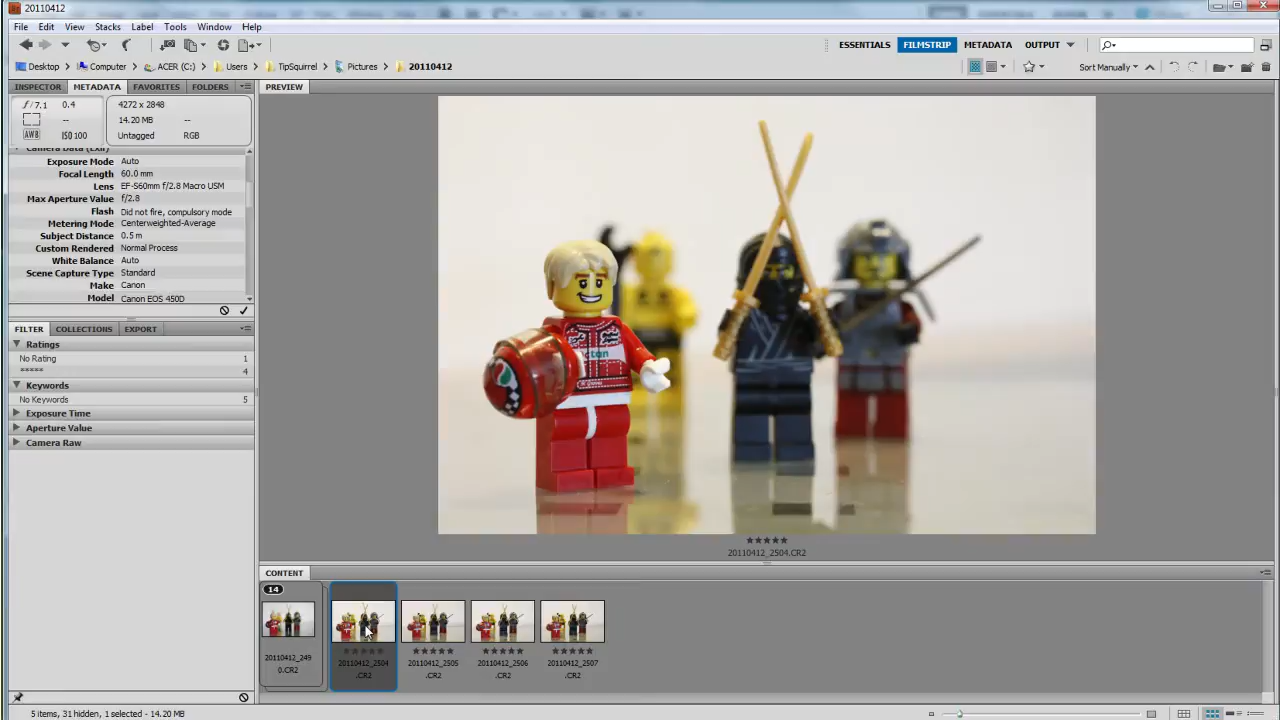 Br 20110412
File Edit View Stacks Label Tools Window Help
ESSENTIALS FILMSTRIP METADATA OUTPUT
Desktop Computer ACER (C:) Users TipSquirrel Pictures 20110412 Sort Manually
INSPECTOR METADATA FAVORITES FOLDERS PREVIEW
f/7.1 0.4 4272 x 2848
-- 14.20 MB --
AWB ISO 100 Untagged RGB
Camera Data (Exif)
Exposure Mode Auto
Focal Length 60.0 mm
Lens EF-S60mm f/2.8 Macro USM
Max Aperture Value f/2.8
Flash Did not fire, compulsory mode
Metering Mode Centerweighted-Average
Subject Distance 0.5 m
Custom Rendered Normal Process
White Balance Auto
Scene Capture Type Standard
Make Canon
Model Canon EOS 450D
FILTER COLLECTIONS EXPORT
Ratings
No Rating 1
***** 4
Keywords
No Keywords 5
Exposure Time
Aperture Value
Camera Raw
★★★★★
20110412_2504.CR2
CONTENT
14
20110412_249
0.CR2
20110412_2504
.CR2
20110412_2505
.CR2
20110412_2506
.CR2
20110412_2507
.CR2
5 items, 31 hidden, 1 selected - 14.20 MB